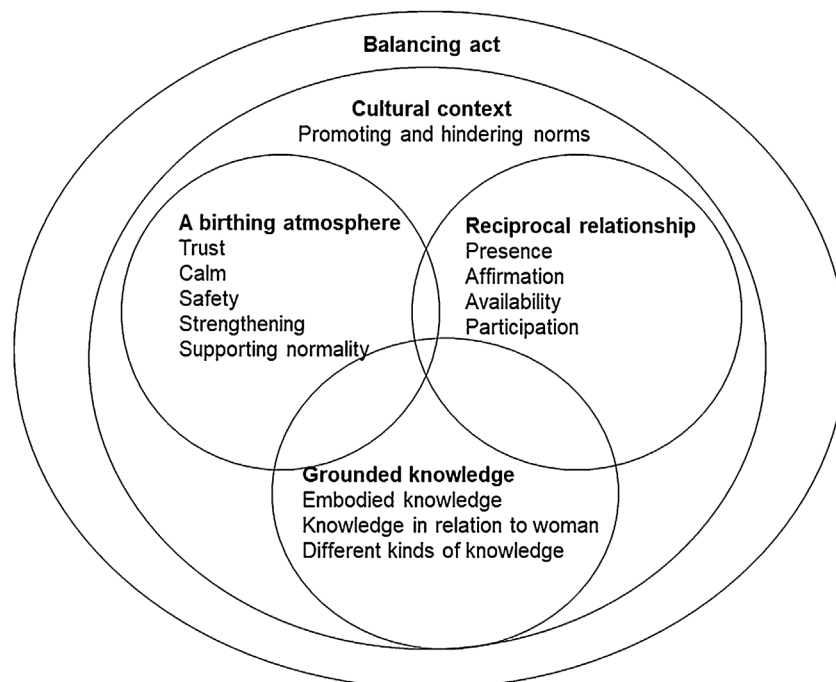 Balancing act
Cultural context
Promoting and hindering norms
A birthing atmosphere
Trust
Calm
Safety
Strengthening
Supporting normality
Reciprocal relationship
Presence
Affirmation
Availability
Participation
Grounded knowledge
Embodied knowledge
Knowledge in relation to woman
Different kinds of knowledge